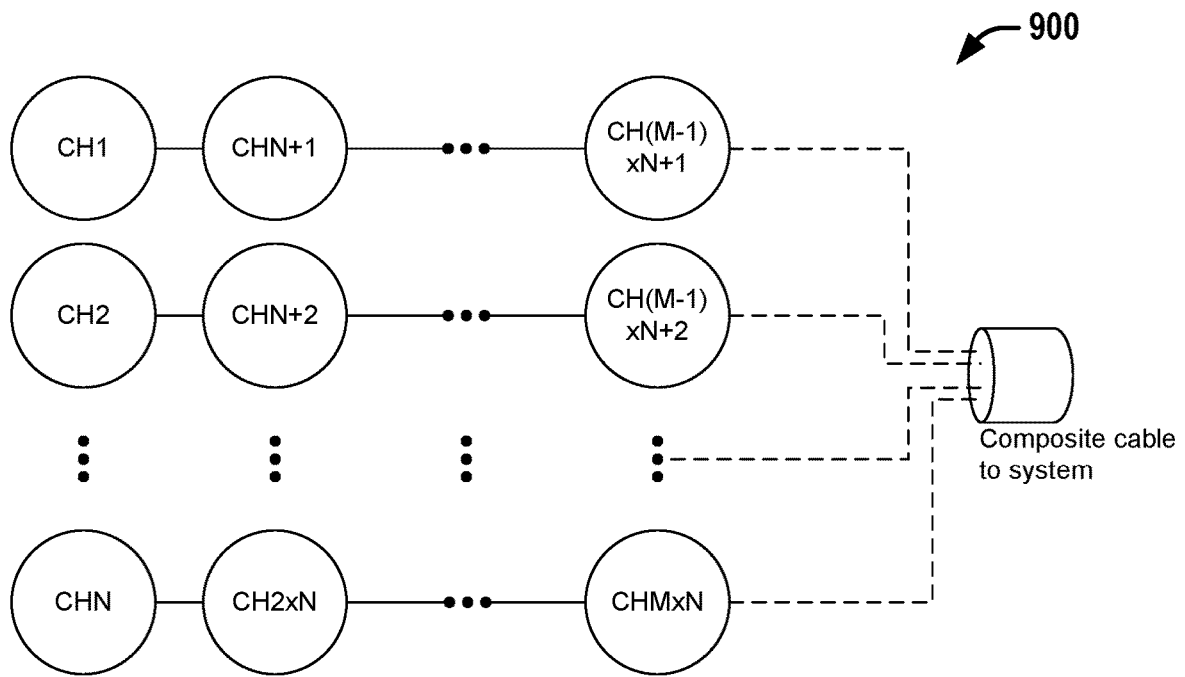 900
CH1
CHN+1
CH(M-1)
xN+1
CH2
CHN+2
CH(M-1)
xN+2
Composite cable
to system
CHN
CH2xN
CHMxN